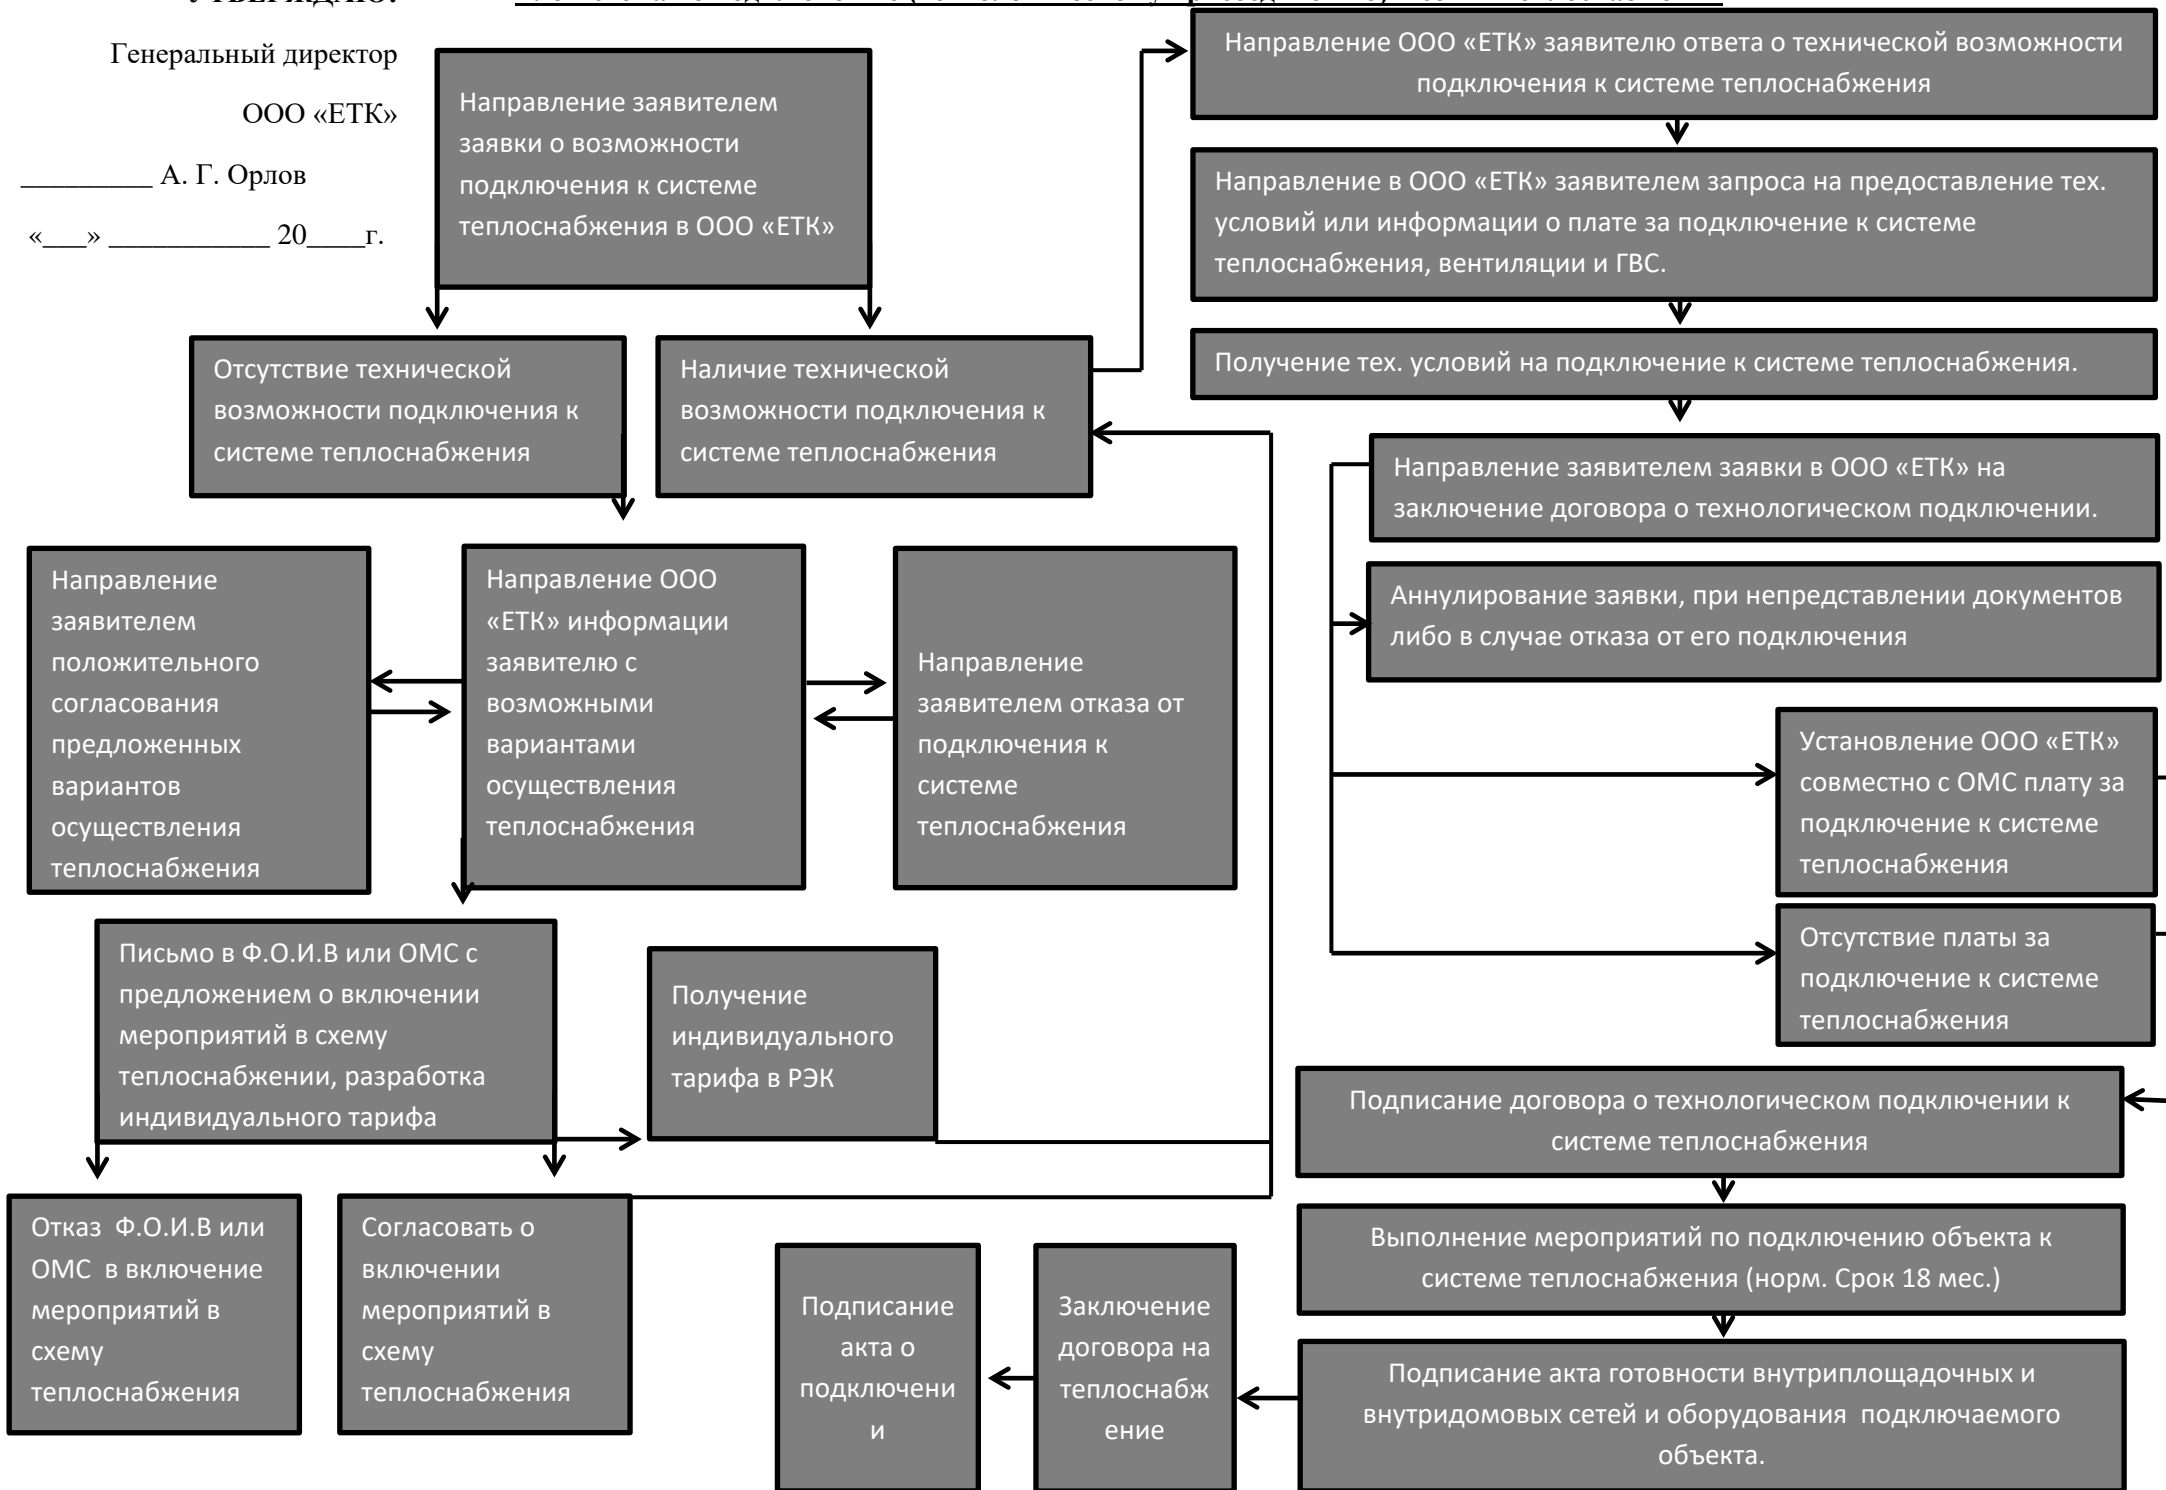 УТВЕРЖДАЮ:
Генеральный директор
ООО «ЕТК»
_________ А. Г. Орлов
«___» ___________ 20____г.
Направление заявителем
заявки о возможности
подключения к системе
теплоснабжения в ООО «ЕТК»
Отсутствие технической
возможности подключения к
системе теплоснабжения
Наличие технической
возможности подключения к
системе теплоснабжения
Направление
заявителем
положительного
согласования
предложенных
вариантов
осуществления
теплоснабжения
Направление ООО
«ЕТК» информации
заявителю с
возможными
вариантами
осуществления
теплоснабжения
Направление
заявителем отказа от
подключения к
системе
теплоснабжения
Письмо в Ф.О.И.В или ОМС с
предложением о включении
мероприятий в схему
теплоснабжении, разработка
индивидуального тарифа
Получение
индивидуального
тарифа в РЭК
Отказ  Ф.О.И.В или
ОМС  в включение
мероприятий в
схему
теплоснабжения
Согласовать о
включении
мероприятий в
схему
теплоснабжения
Направление ООО «ЕТК» заявителю ответа о технической возможности
подключения к системе теплоснабжения
Направление в ООО «ЕТК» заявителем запроса на предоставление тех.
условий или информации о плате за подключение к системе
теплоснабжения, вентиляции и ГВС.
Получение тех. условий на подключение к системе теплоснабжения.
Направление заявителем заявки в ООО «ЕТК» на
заключение договора о технологическом подключении.
Аннулирование заявки, при непредставлении документов
либо в случае отказа от его подключения
Установление ООО «ЕТК»
совместно с ОМС плату за
подключение к системе
теплоснабжения
Отсутствие платы за
подключение к системе
теплоснабжения
Подписание договора о технологическом подключении к
системе теплоснабжения
Выполнение мероприятий по подключению объекта к
системе теплоснабжения (норм. Срок 18 мес.)
Подписание акта готовности внутриплощадочных и
внутридомовых сетей и оборудования  подключаемого
объекта.
Заключение
договора на
теплоснабж
ение
Подписание
акта о
подключени
и